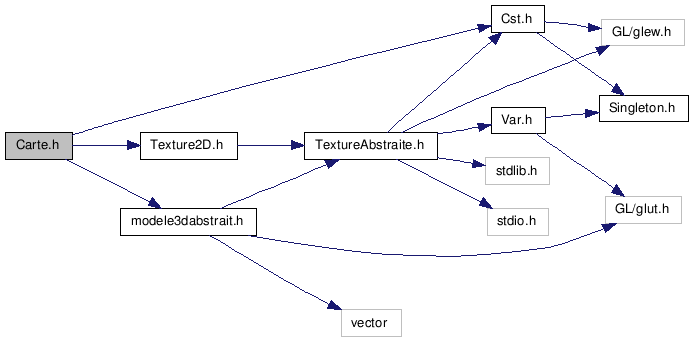 Cst.h
GL/glew.h
Singleton.h
Carte.h
Texture2D.h
TextureAbstraite.h
Var.h
stdlib.h
modele3dabstrait.h
stdio.h
GL/glut.h
vector